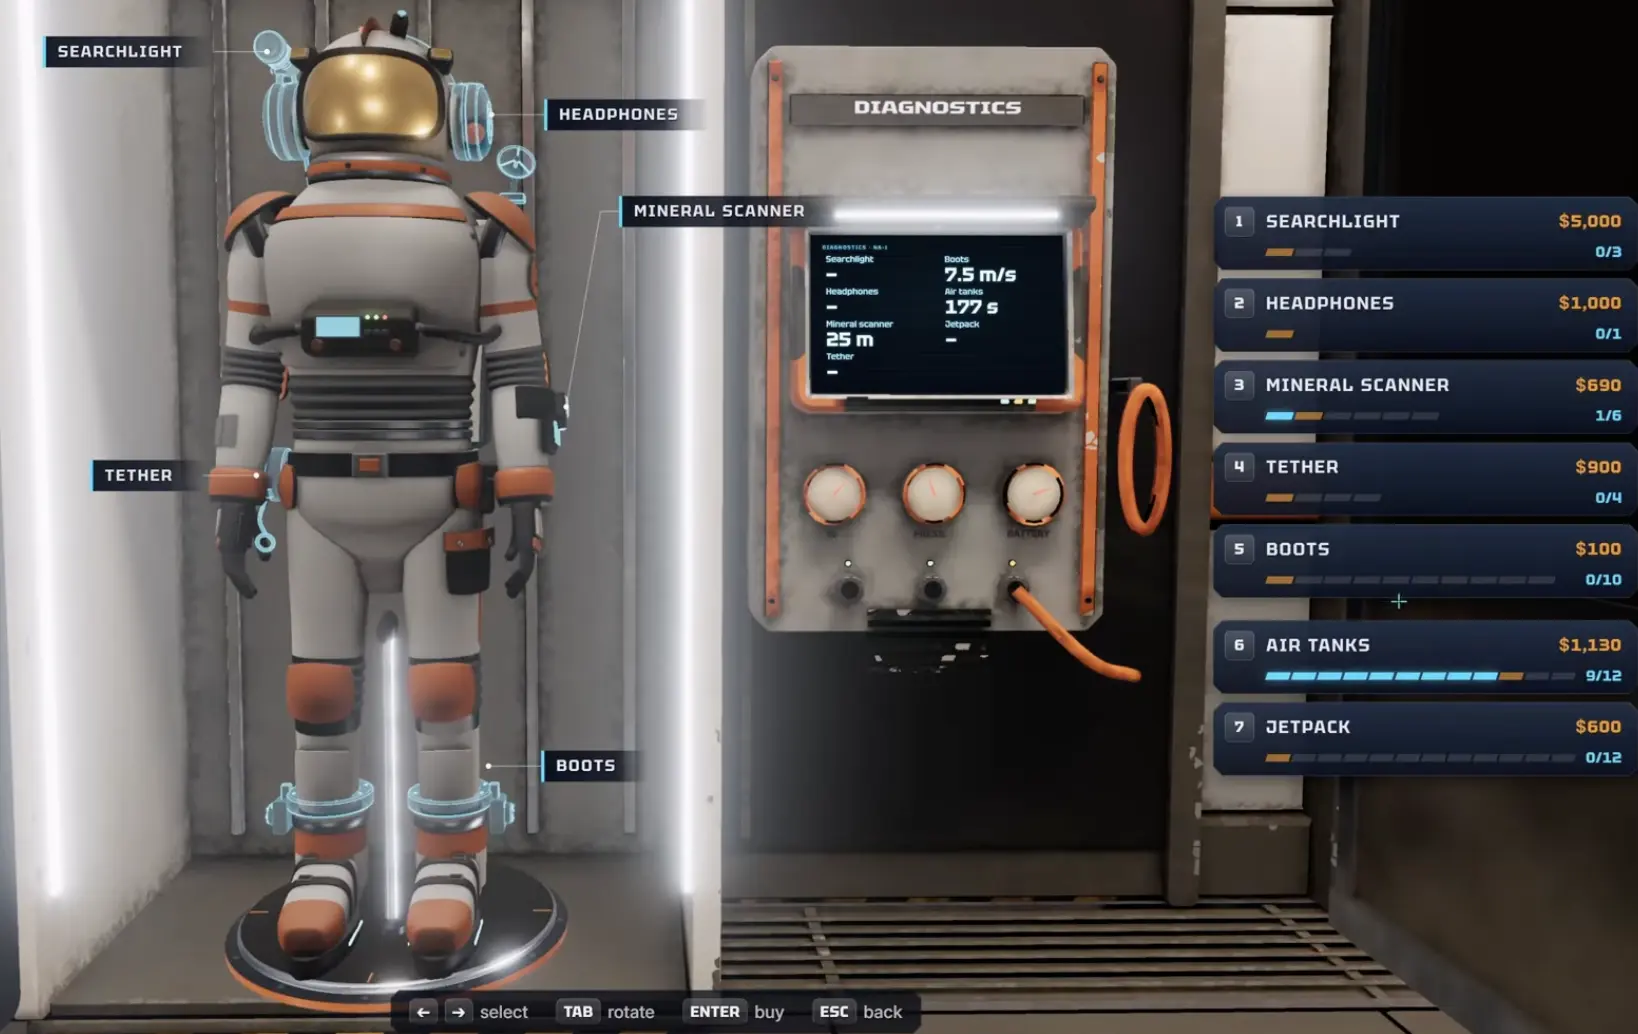 SEARCHLIGHT
HEADPHONES
MINERAL SCANNER
TETHER
BOOTS
DIAGNOSTICS
DIAGNOSTICS
Searchlight
–
Headphones
–
Mineral scanner
25 m
Tether
–
Boots
7.5 m/s
Air tanks
177 s
Jetpack
–
PRESS
BATTERY
1 SEARCHLIGHT $5,000
0/3
2 HEADPHONES $1,000
0/1
3 MINERAL SCANNER $690
1/6
4 TETHER $900
0/4
5 BOOTS $100
0/10
6 AIR TANKS $1,130
9/12
7 JETPACK $600
0/12
← → select TAB rotate ENTER buy ESC back